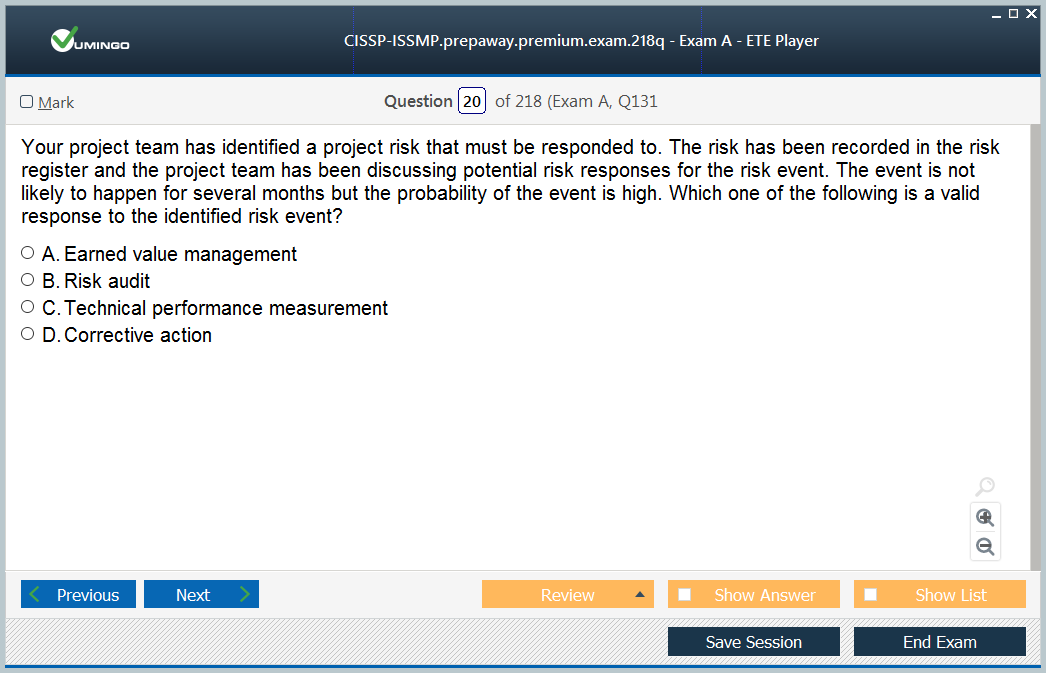 VUMINGO
CISSP-ISSMP.prepaway.premium.exam.218q - Exam A - ETE Player
Mark
Question 20 of 218 (Exam A, Q131
Your project team has identified a project risk that must be responded to. The risk has been recorded in the risk
register and the project team has been discussing potential risk responses for the risk event. The event is not
likely to happen for several months but the probability of the event is high. Which one of the following is a valid
response to the identified risk event?
A. Earned value management
B. Risk audit
C. Technical performance measurement
D. Corrective action
Previous Next Review Show Answer Show List
Save Session End Exam